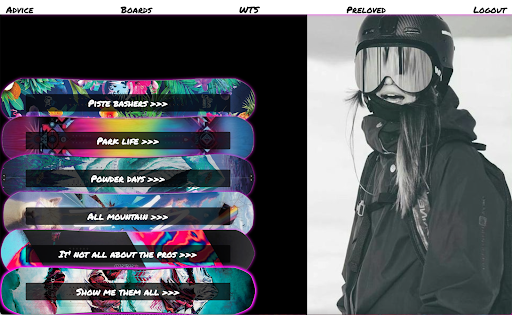 Advice
Boards
WTS
Preloved
Logout
Piste bashers >>>
Park life >>>
Powder days >>>
All mountain >>>
It' not all about the pros >>>
Show me them all >>>